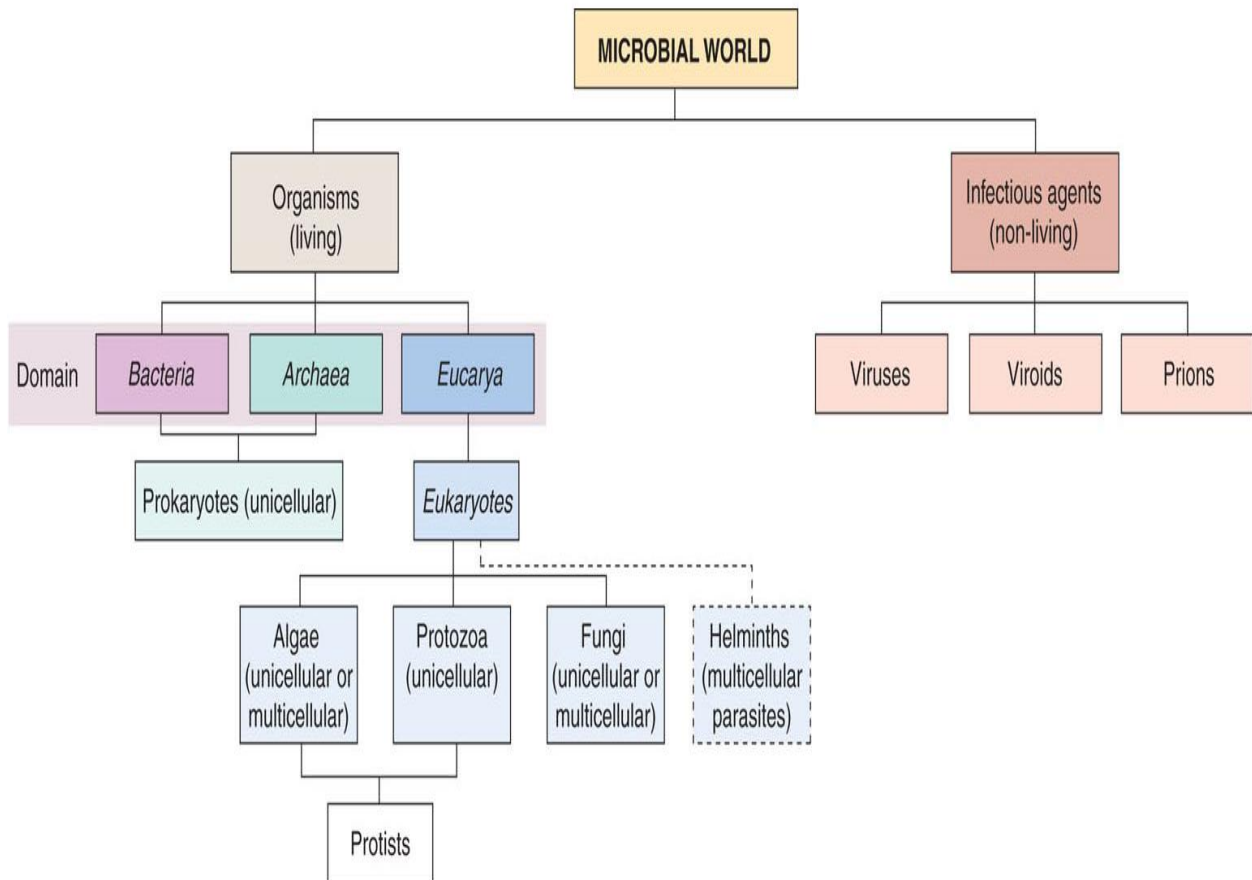 MICROBIAL WORLD
Organisms
(living)
Infectious agents
(non-living)
Domain
Bacteria
Archaea
Eucarya
Viruses
Viroids
Prions
Prokaryotes (unicellular)
Eukaryotes
Algae
(unicellular or
multicellular)
Protozoa
(unicellular)
Fungi
(unicellular or
multicellular)
Helminths
(multicellular
parasites)
Protists